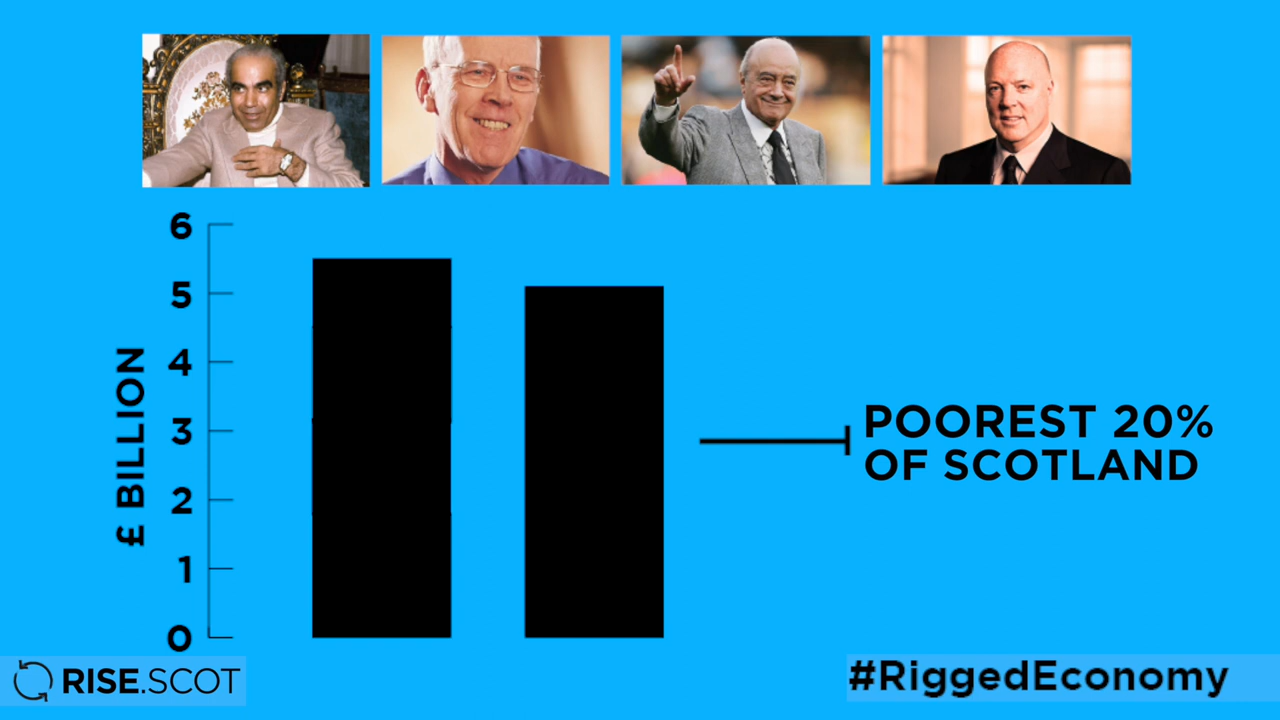 6
5
4
3
2
1
0
£ BILLION
POOREST 20%
OF SCOTLAND
RISE.SCOT
#RiggedEconomy